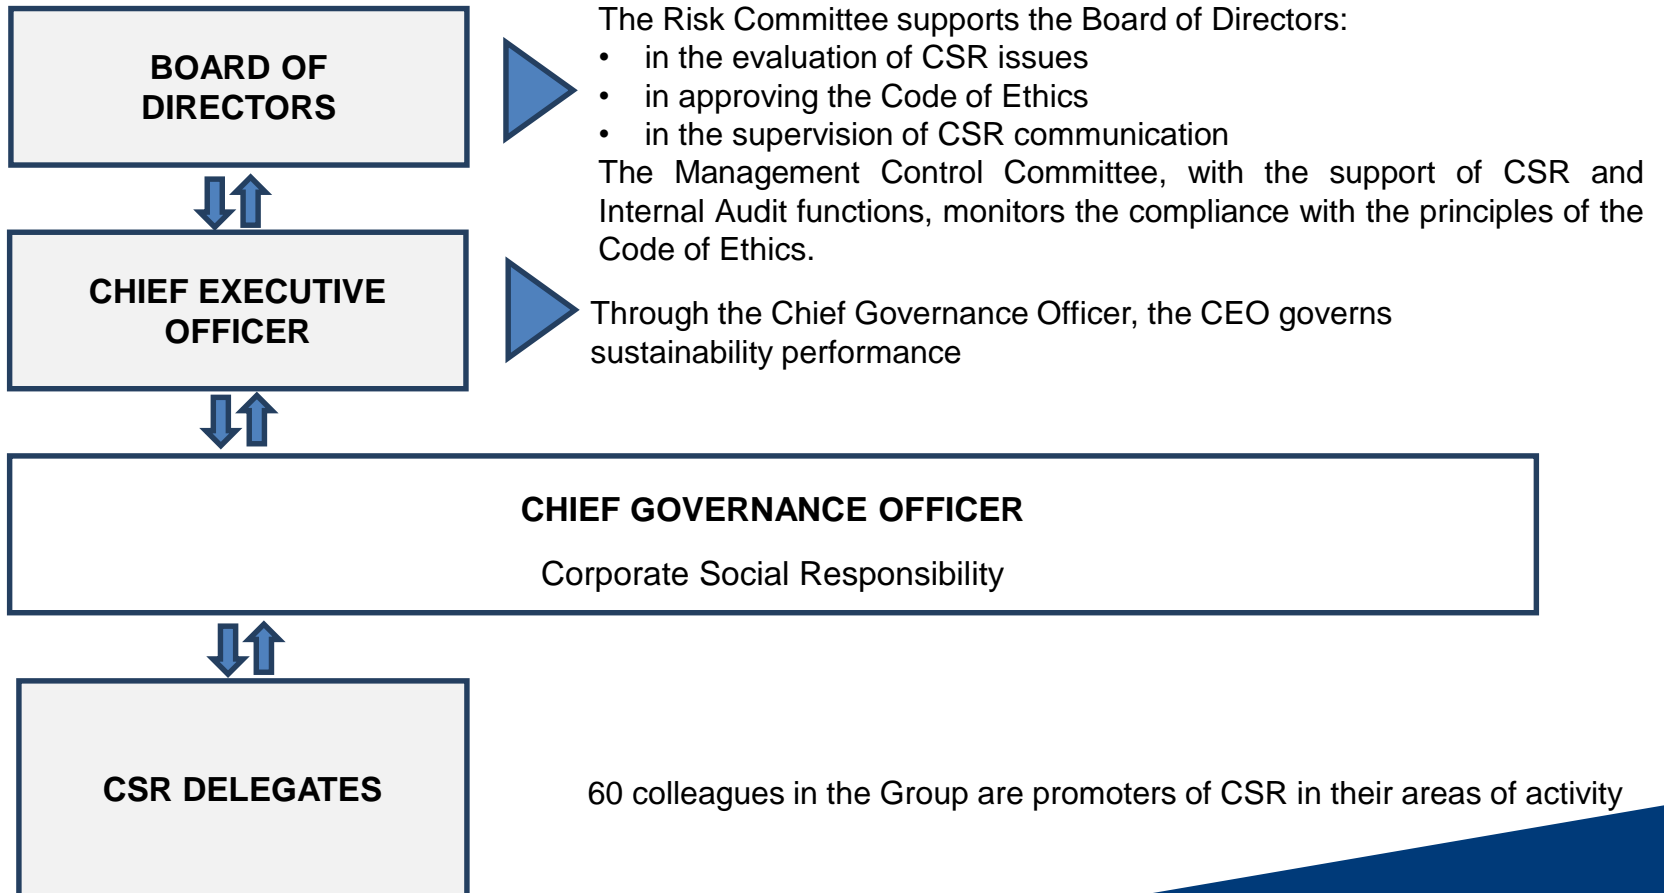 BOARD OF
DIRECTORS
The Risk Committee supports the Board of Directors:
• in the evaluation of CSR issues
• in approving the Code of Ethics
• in the supervision of CSR communication
The Management Control Committee, with the support of CSR and
Internal Audit functions, monitors the compliance with the principles of the
Code of Ethics.
CHIEF EXECUTIVE
OFFICER
Through the Chief Governance Officer, the CEO governs
sustainability performance
CHIEF GOVERNANCE OFFICER
Corporate Social Responsibility
CSR DELEGATES
60 colleagues in the Group are promoters of CSR in their areas of activity